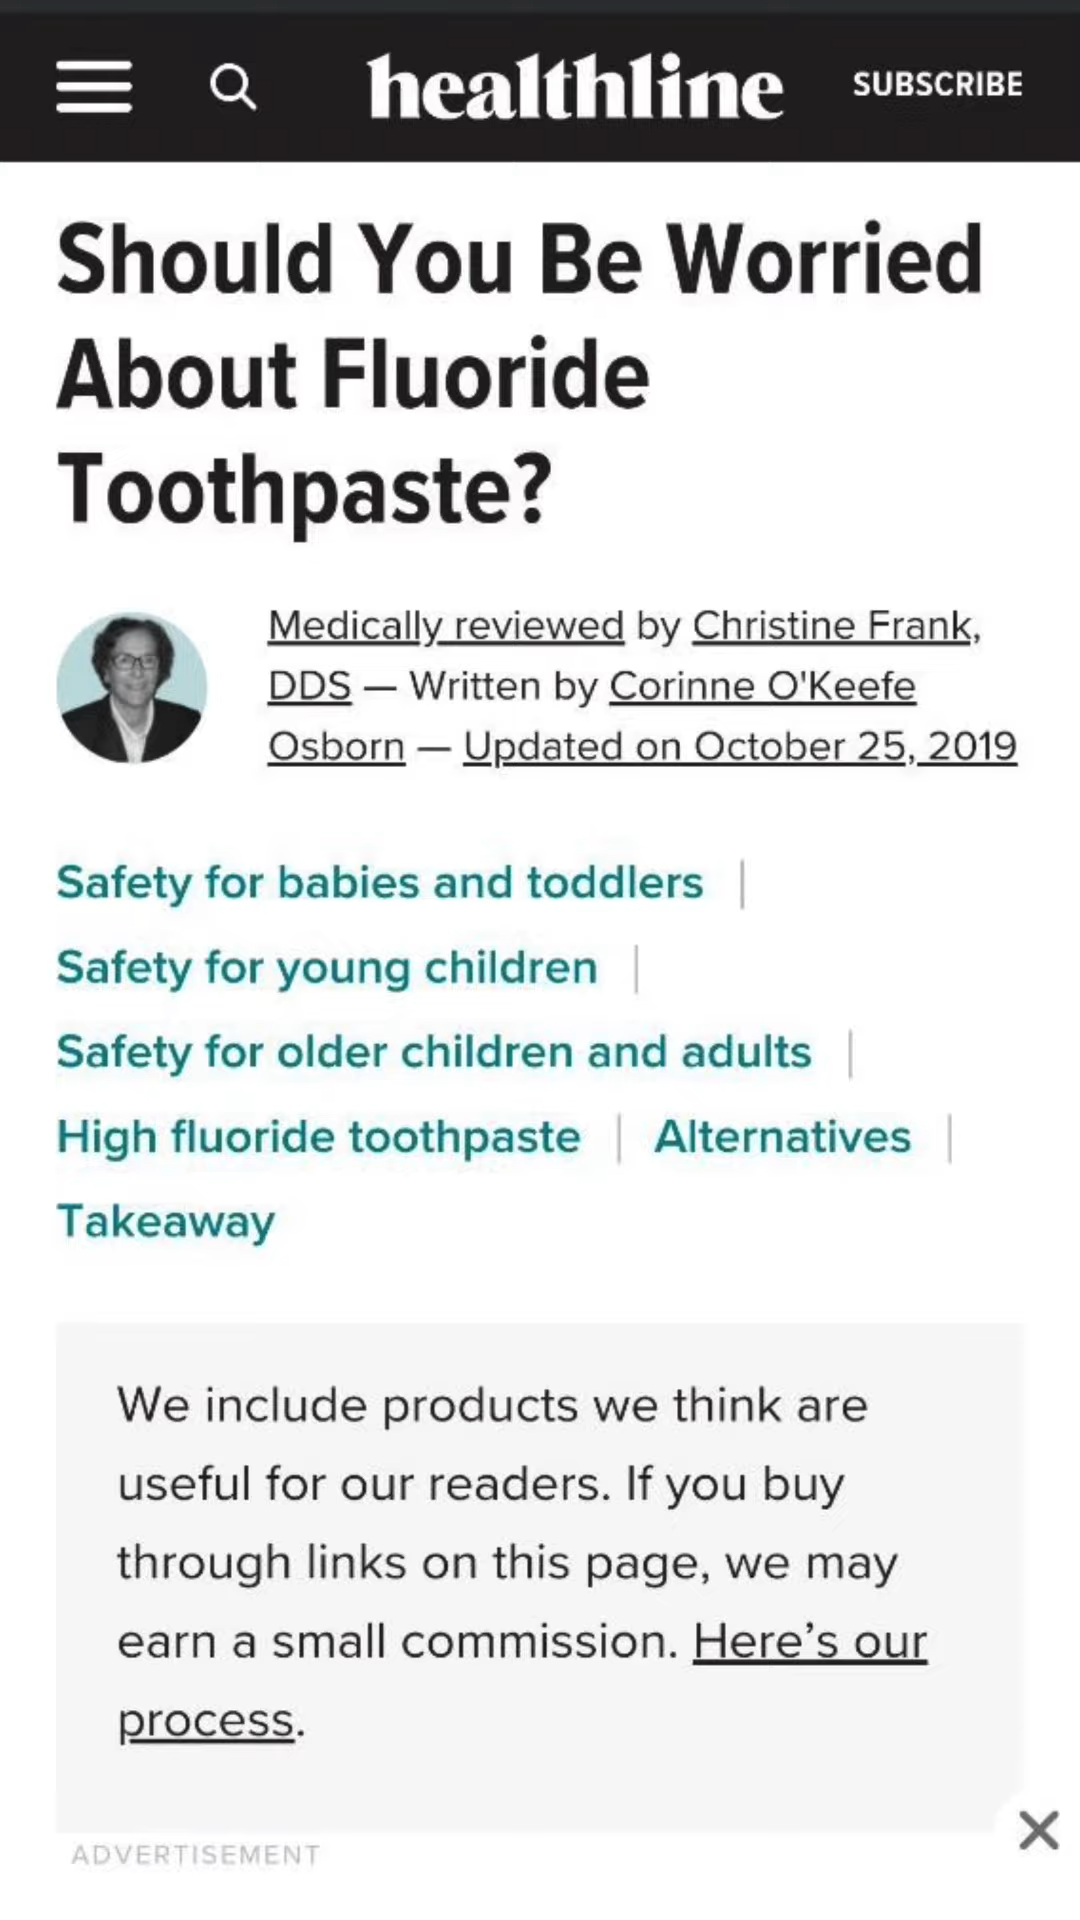 healthline
SUBSCRIBE
Should You Be Worried
About Fluoride
Toothpaste?
Medically reviewed by Christine Frank,
DDS — Written by Corinne O'Keefe
Osborn — Updated on October 25, 2019
Safety for babies and toddlers |
Safety for young children |
Safety for older children and adults |
High fluoride toothpaste | Alternatives |
Takeaway
We include products we think are
useful for our readers. If you buy
through links on this page, we may
earn a small commission. Here’s our
process.
ADVERTISEMENT